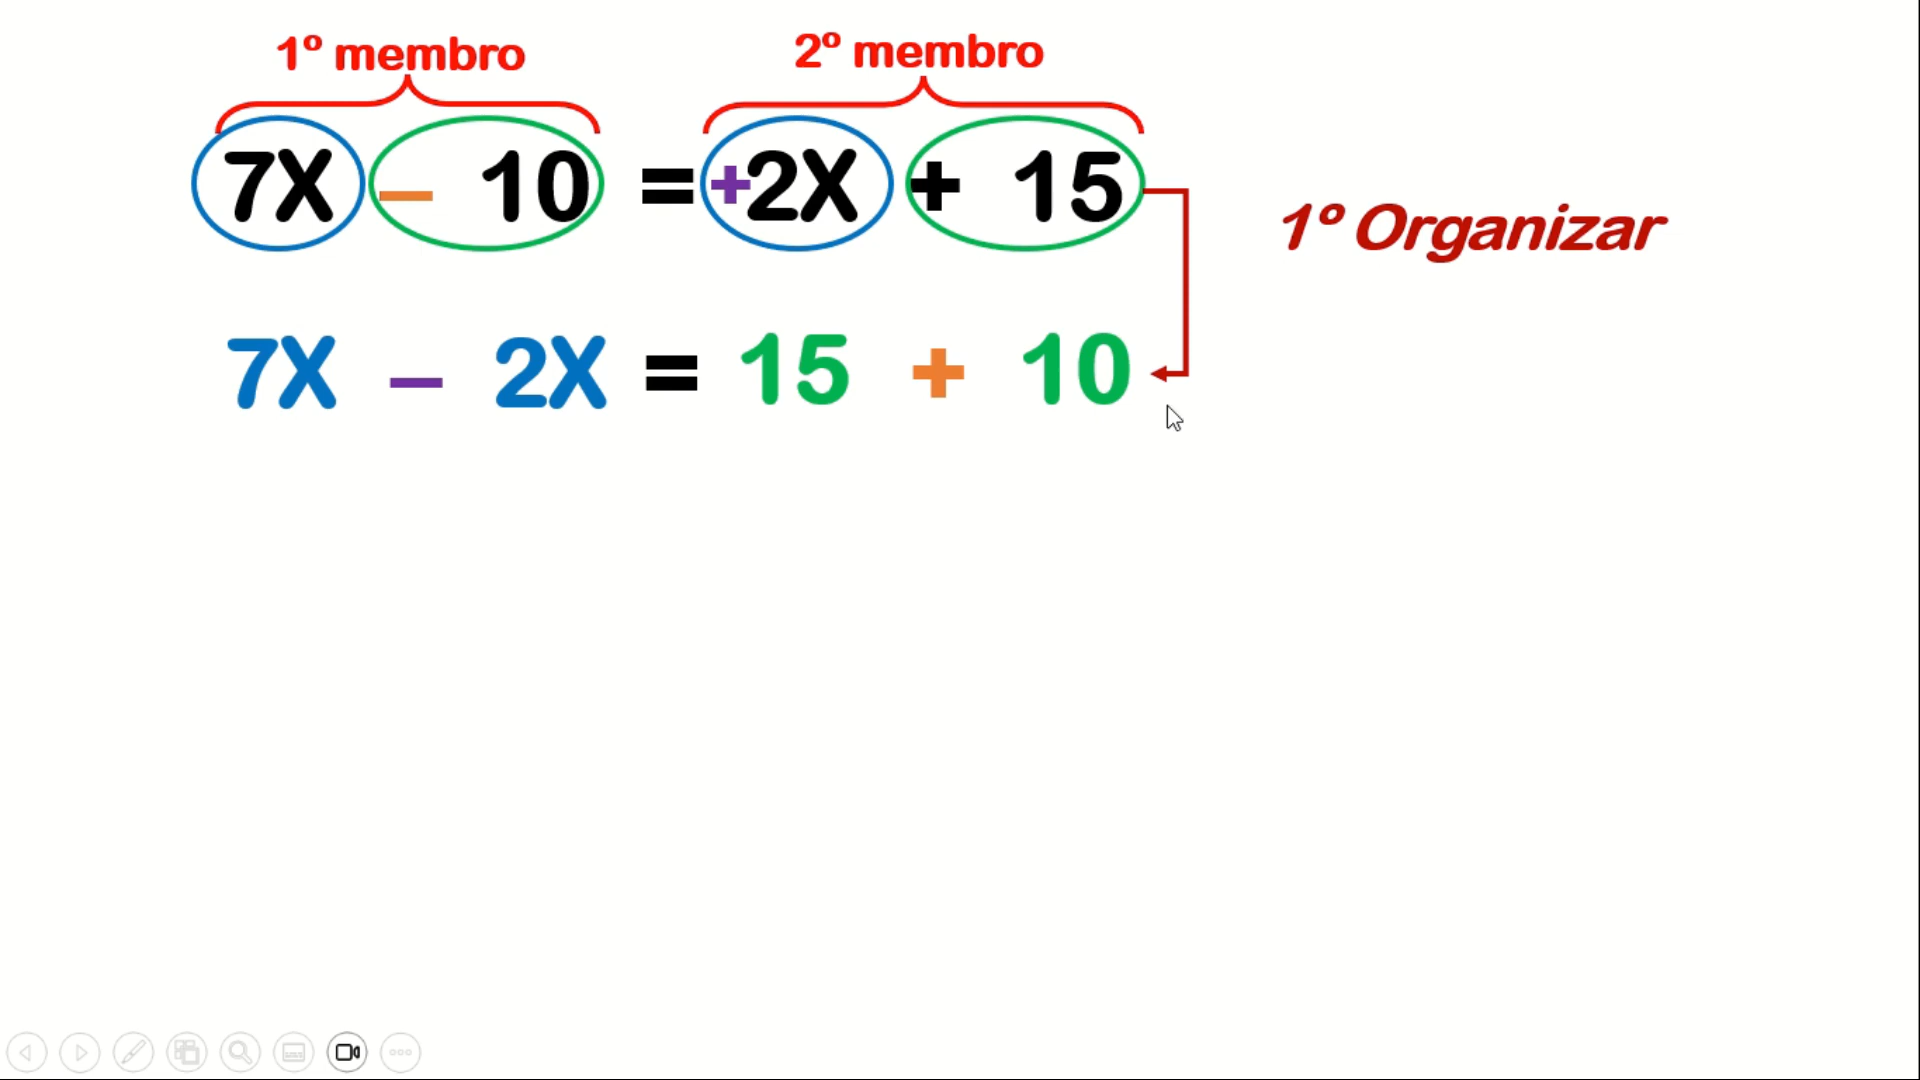 1º membro 2º membro
7X – 10 = +2X + 15
1º Organizar
7X – 2X = 15 + 10